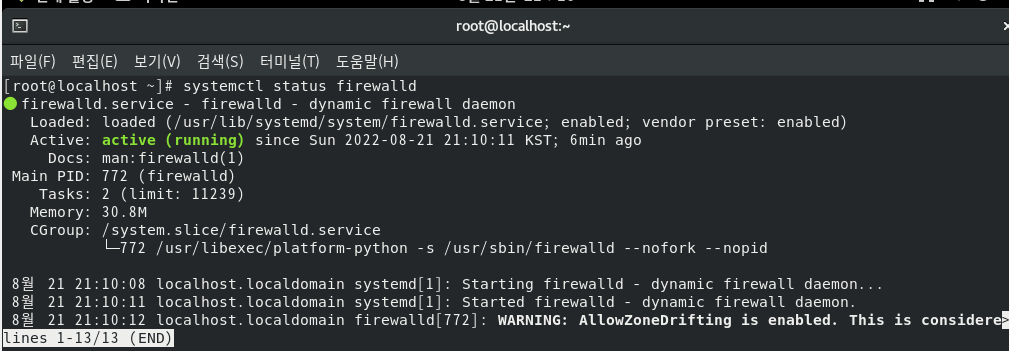 root@localhost:~
파일(F) 편집(E) 보기(V) 검색(S) 터미널(T) 도움말(H)
[root@localhost ~]# systemctl status firewalld
● firewalld.service - firewalld - dynamic firewall daemon
Loaded: loaded (/usr/lib/systemd/system/firewalld.service; enabled; vendor preset: enabled)
Active: active (running) since Sun 2022-08-21 21:10:11 KST; 6min ago
Docs: man:firewalld(1)
Main PID: 772 (firewalld)
Tasks: 2 (limit: 11239)
Memory: 30.8M
CGroup: /system.slice/firewalld.service
└─772 /usr/libexec/platform-python -s /usr/sbin/firewalld --nofork --nopid
8월 21 21:10:08 localhost.localdomain systemd[1]: Starting firewalld - dynamic firewall daemon...
8월 21 21:10:11 localhost.localdomain systemd[1]: Started firewalld - dynamic firewall daemon.
8월 21 21:10:12 localhost.localdomain firewalld[772]: WARNING: AllowZoneDrifting is enabled. This is considere>
lines 1-13/13 (END)